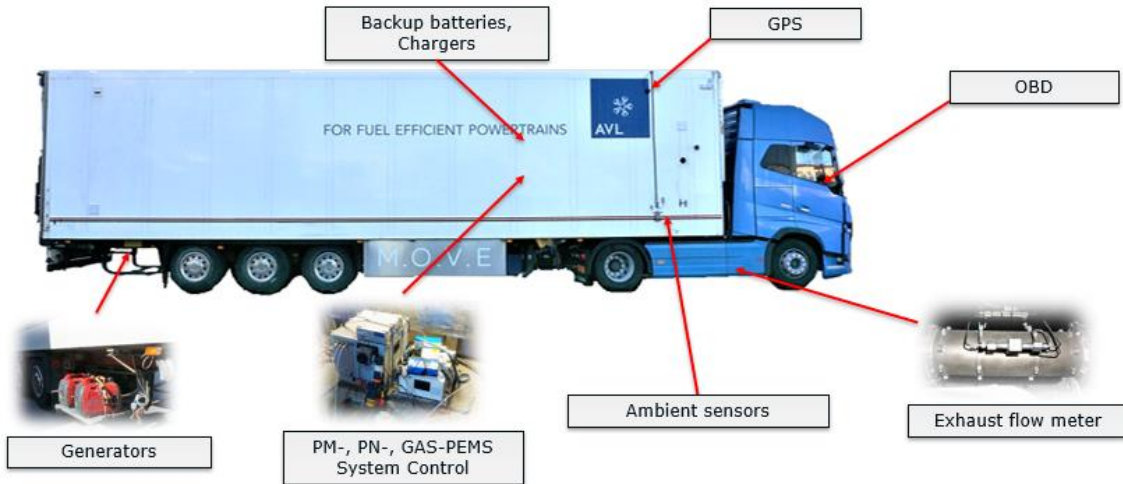 Backup batteries,
Chargers
GPS
OBD
FOR FUEL EFFICIENT POWERTRAINS
AVL
H
M.O.V.E
Generators
PM-, PN-, GAS-PEMS
System Control
Ambient sensors
Exhaust flow meter